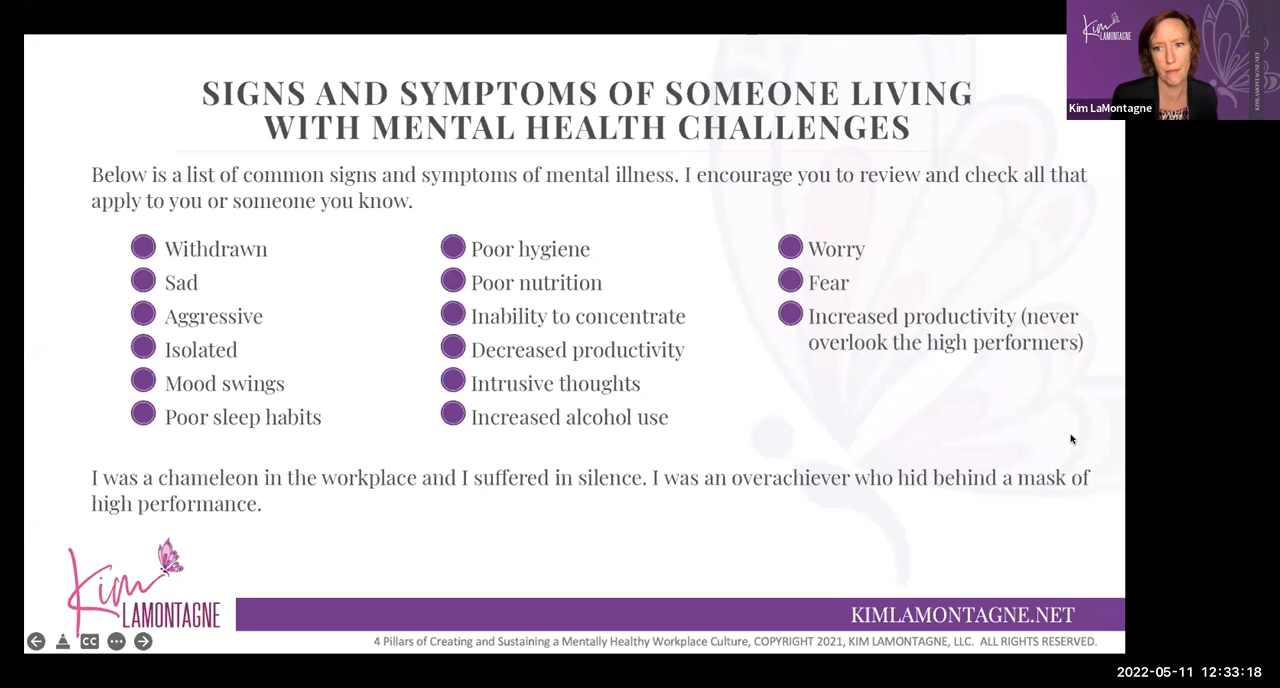 Kim
LAMONTAGNE
KIMLAMONTAGNE.NET
Kim LaMontagne
SIGNS AND SYMPTOMS OF SOMEONE LIVING
WITH MENTAL HEALTH CHALLENGES
Below is a list of common signs and symptoms of mental illness. I encourage you to review and check all that
apply to you or someone you know.
Withdrawn
Sad
Aggressive
Isolated
Mood swings
Poor sleep habits
Poor hygiene
Poor nutrition
Inability to concentrate
Decreased productivity
Intrusive thoughts
Increased alcohol use
Worry
Fear
Increased productivity (never
overlook the high performers)
I was a chameleon in the workplace and I suffered in silence. I was an overachiever who hid behind a mask of
high performance.
Kim
LAMONTAGNE
KIMLAMONTAGNE.NET
CC
4 Pillars of Creating and Sustaining a Mentally Healthy Workplace Culture, COPYRIGHT 2021, KIM LAMONTAGNE, LLC. ALL RIGHTS RESERVED.
2022-05-11 12:33:18